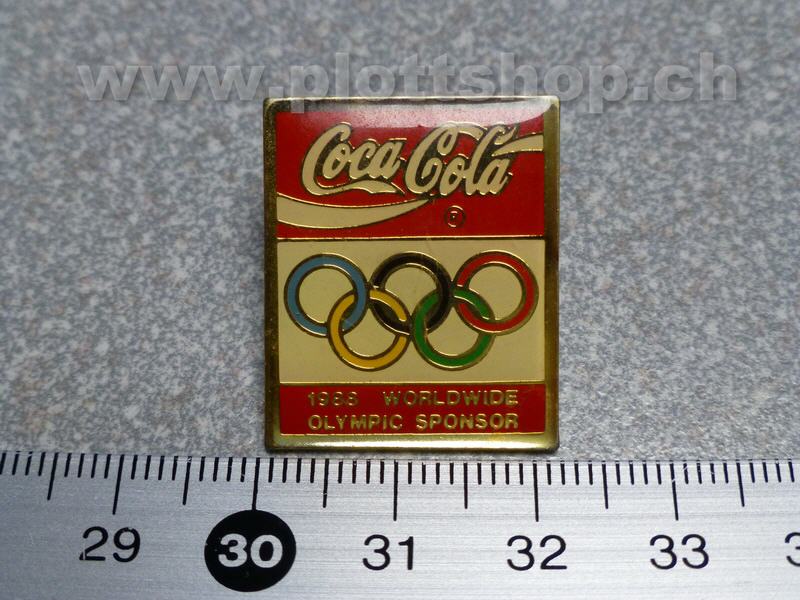 www.plottshop.ch
Coca-Cola
®
1988 WORLDWIDE
OLYMPIC SPONSOR
29 30 31 32 33